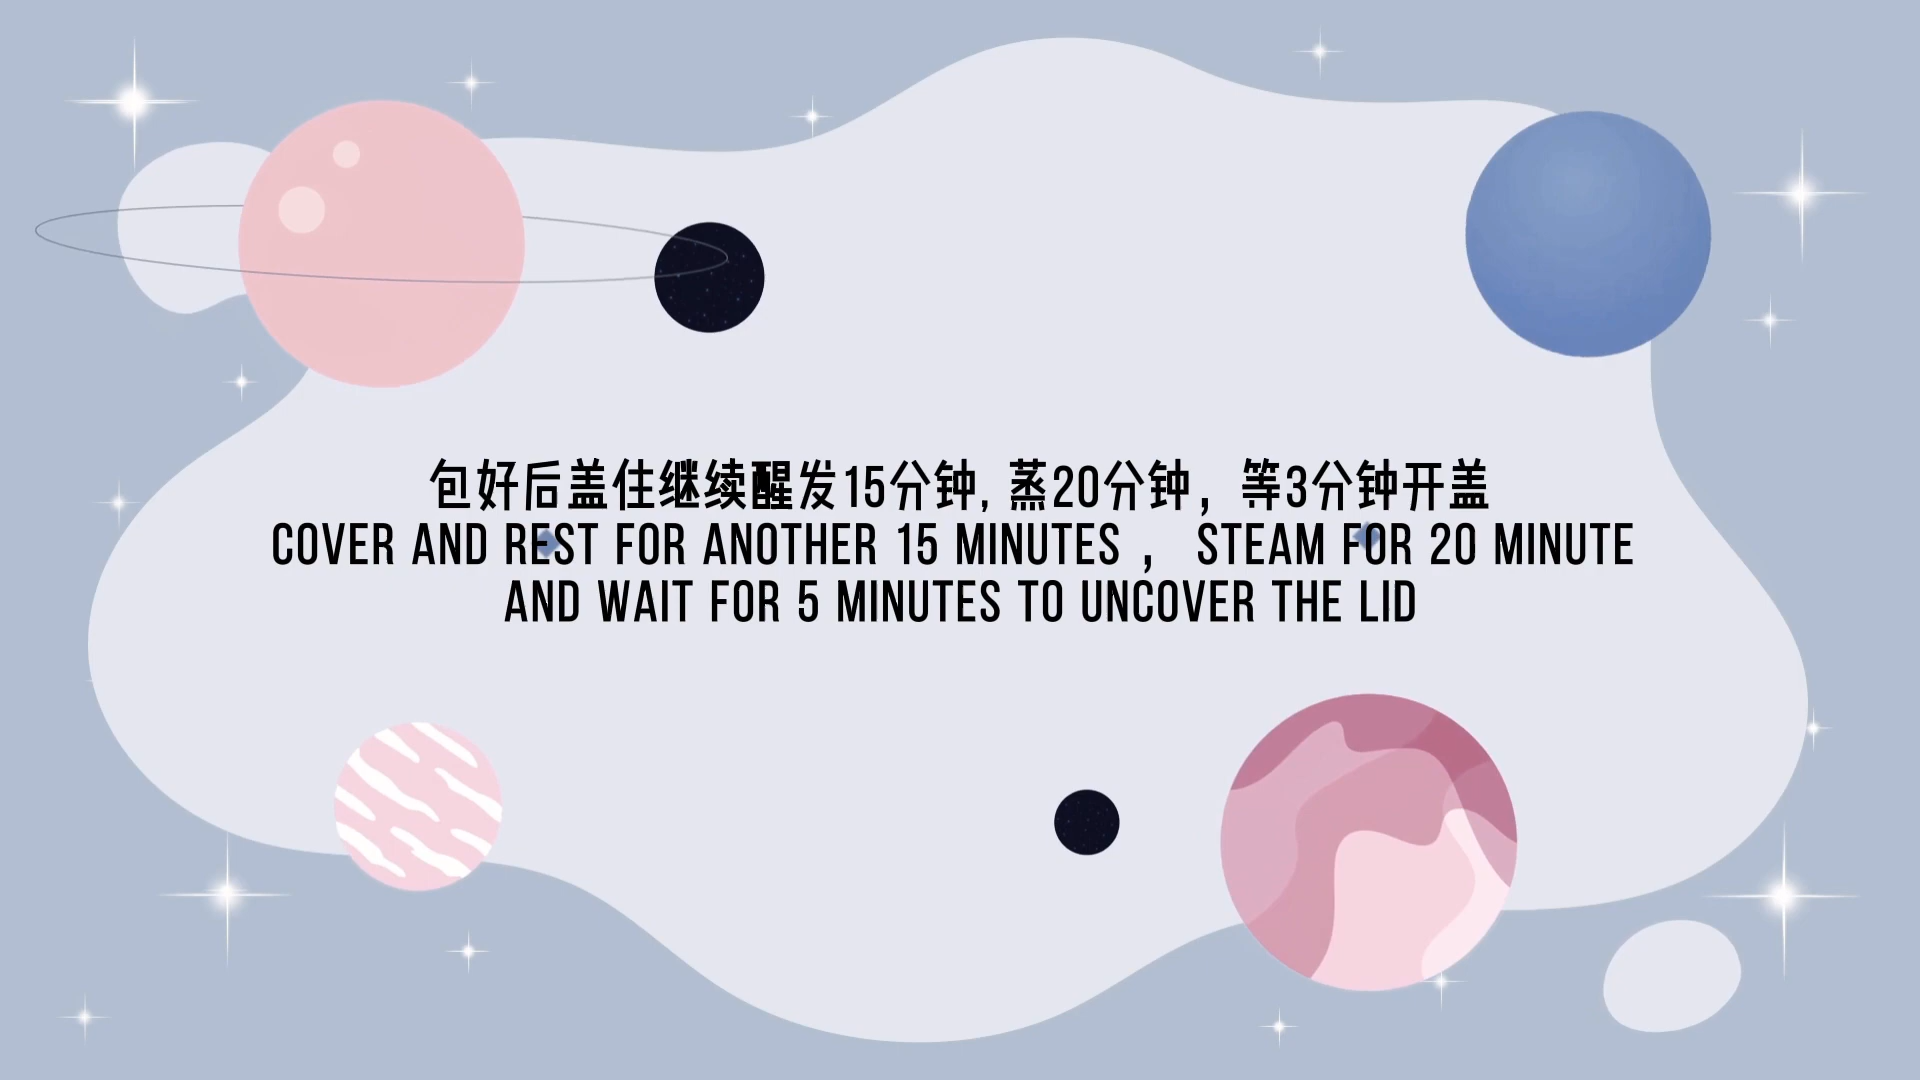 包好后盖住继续醒发15分钟, 蒸20分钟，等3分钟开盖
COVER AND REST FOR ANOTHER 15 MINUTES ， STEAM FOR 20 MINUTE
AND WAIT FOR 5 MINUTES TO UNCOVER THE LID